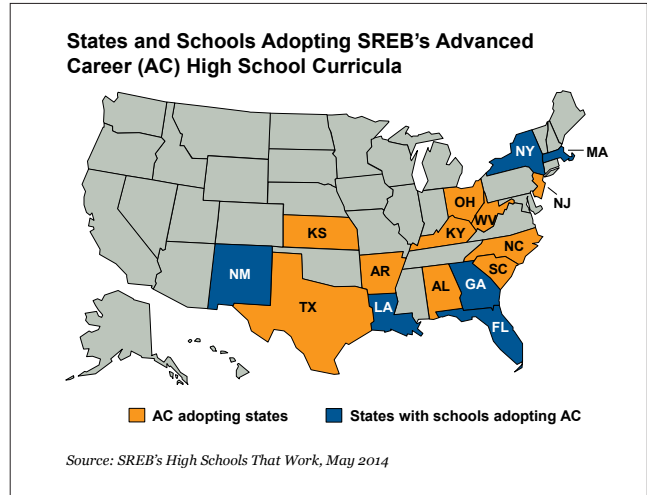 States and Schools Adopting SREB's Advanced
Career (AC) High School Curricula
NY
MA
NJ
OH
WV
KS
KY
NC
AR
SC
NM
AL
GA
TX
LA
FL
AC adopting states
States with schools adopting AC
Source: SREB's High Schools That Work, May 2014